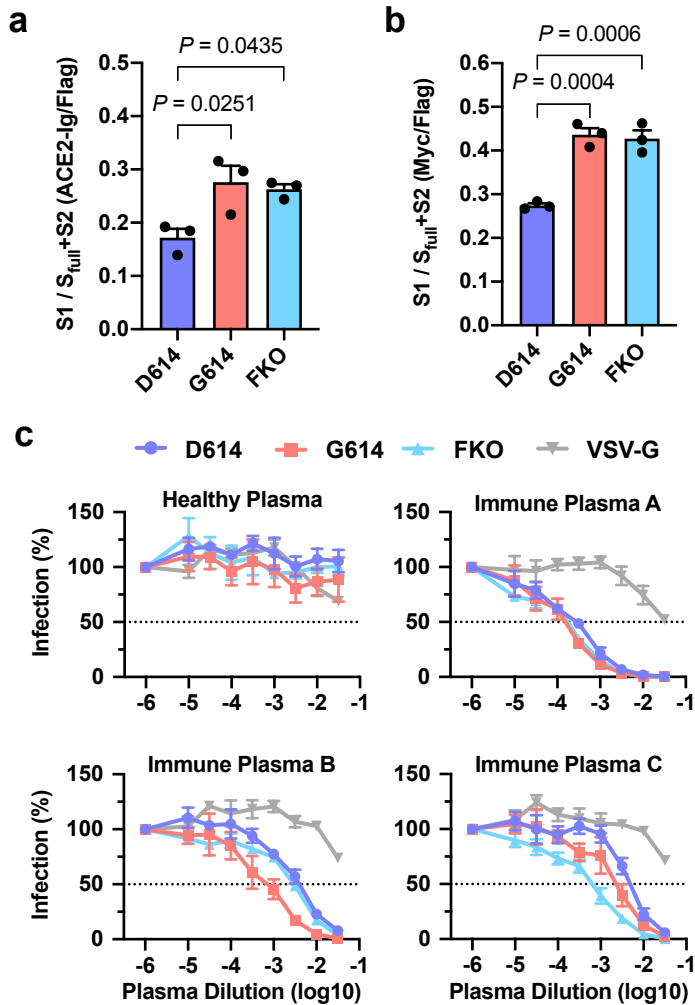 a
P = 0.0435
P = 0.0251
S1 / Sfull+S2 (ACE2-Ig/Flag)
0.5
0.4
0.3
0.2
0.1
0.0
D614
G614
FKO
b
P = 0.0006
P = 0.0004
S1 / Sfull+S2 (Myc/Flag)
0.6
0.5
0.4
0.3
0.2
0.1
0.0
D614
G614
FKO
c
D614 G614 FKO VSV-G
Healthy Plasma
Infection (%)
150
100
50
0
-6 -5 -4 -3 -2 -1
Immune Plasma A
150
100
50
0
-6 -5 -4 -3 -2 -1
Immune Plasma B
Infection (%)
150
100
50
0
-6 -5 -4 -3 -2 -1
Plasma Dilution (log10)
Immune Plasma C
150
100
50
0
-6 -5 -4 -3 -2 -1
Plasma Dilution (log10)